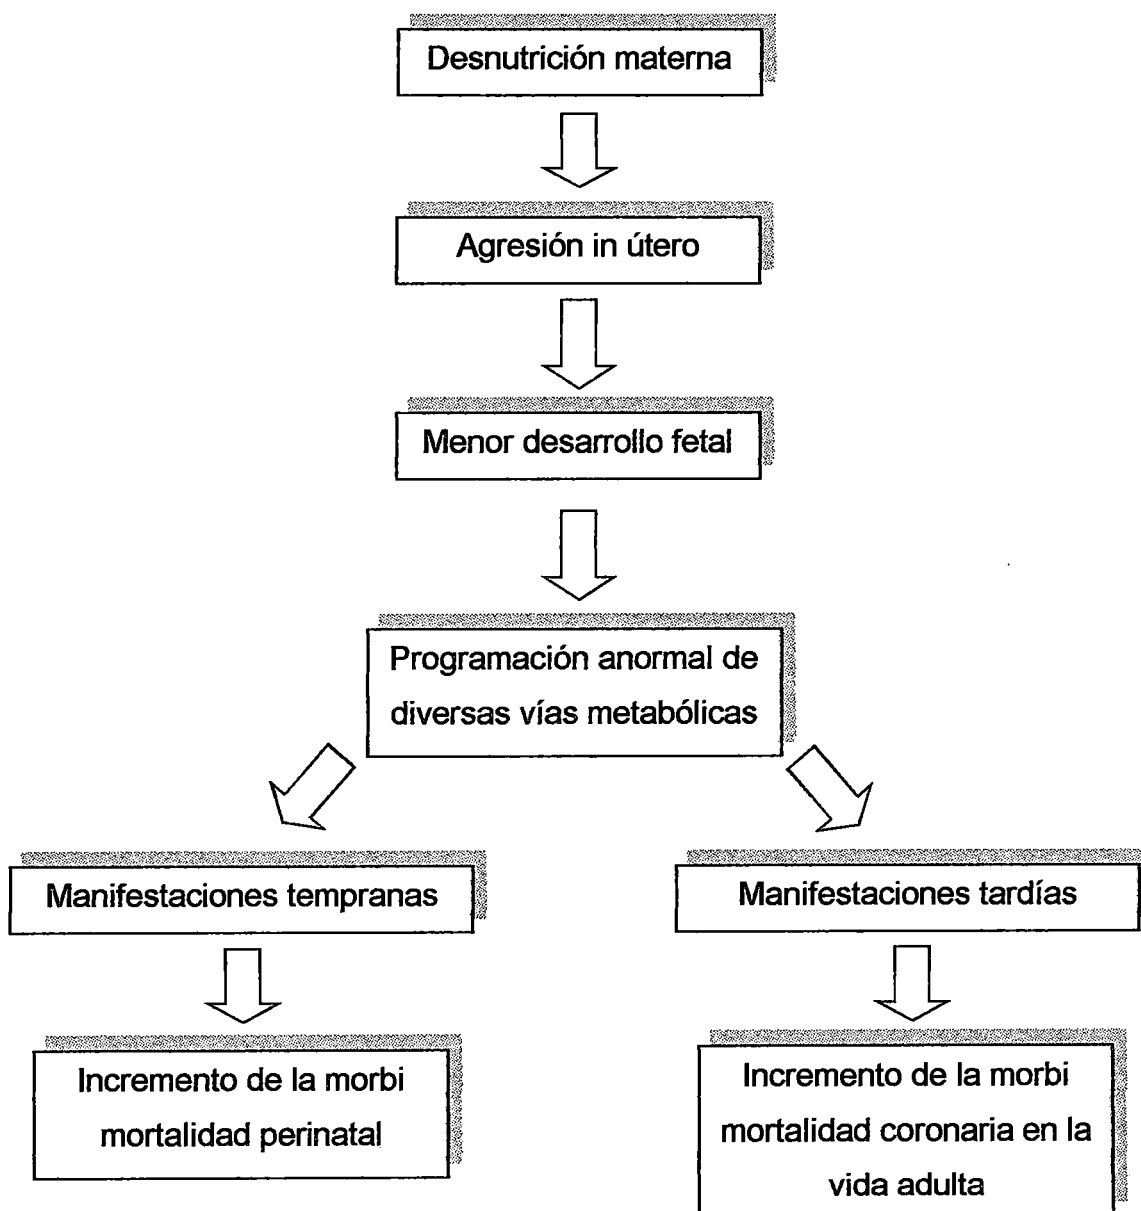 Desnutrición materna
Agresión in útero
Menor desarrollo fetal
Programación anormal de
diversas vías metabólicas
Manifestaciones tempranas
Manifestaciones tardías
Incremento de la morbi
mortalidad perinatal
Incremento de la morbi
mortalidad coronaria en la
vida adulta